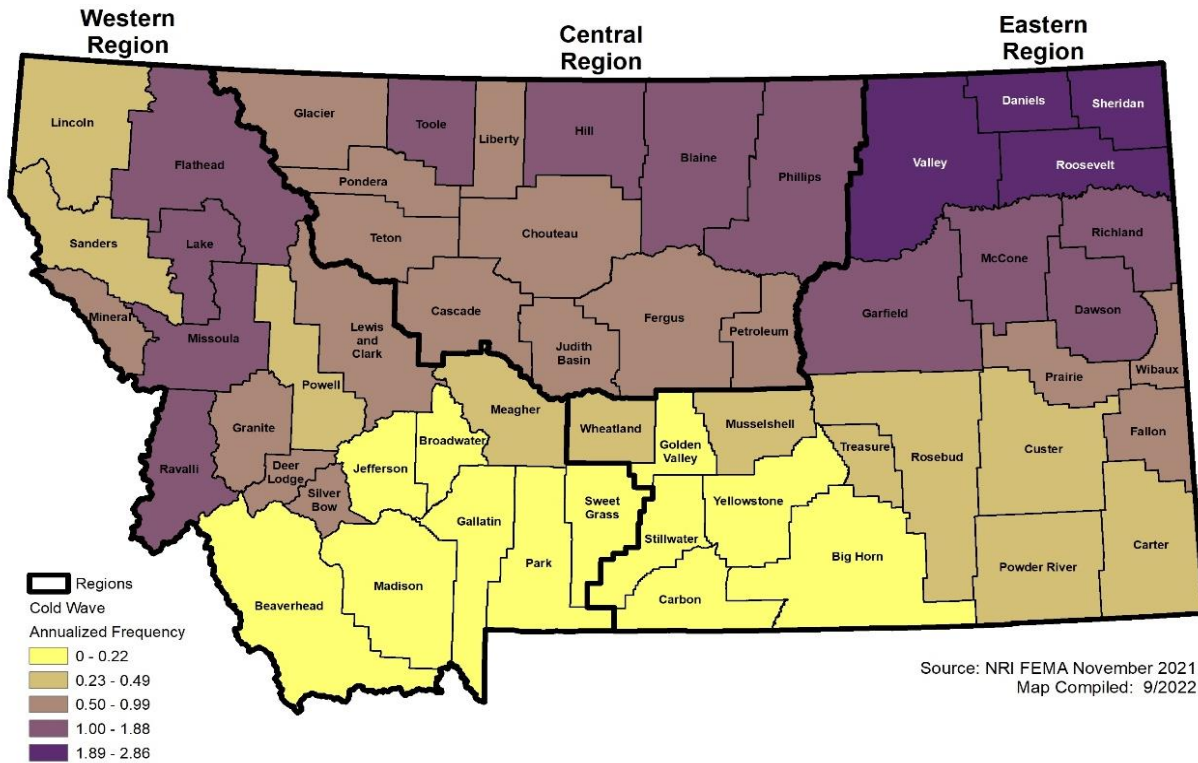 Western
Region
Central
Region
Eastern
Region
Lincoln
Flathead
Glacier
Toole
Liberty
Hill
Blaine
Phillips
Valley
Daniels
Sheridan
Roosevelt
Pondera
Teton
Chouteau
Sanders
Lake
Richland
McCone
Dawson
Garfield
Mineral
Missoula
Lewis
and
Clark
Cascade
Judith
Basin
Fergus
Petroleum
Prairie
Wibaux
Powell
Granite
Ravalli
Deer
Lodge
Silver
Bow
Meagher
Broadwater
Jefferson
Wheatland
Golden
Valley
Musselshell
Treasure
Rosebud
Custer
Fallon
Gallatin
Park
Sweet
Grass
Stillwater
Yellowstone
Big Horn
Powder River
Carter
Beaverhead
Madison
Carbon
Regions
Cold Wave
Annualized Frequency
0 - 0.22
0.23 - 0.49
0.50 - 0.99
1.00 - 1.88
1.89 - 2.86
Source: NRI FEMA November 2021
Map Compiled: 9/2022